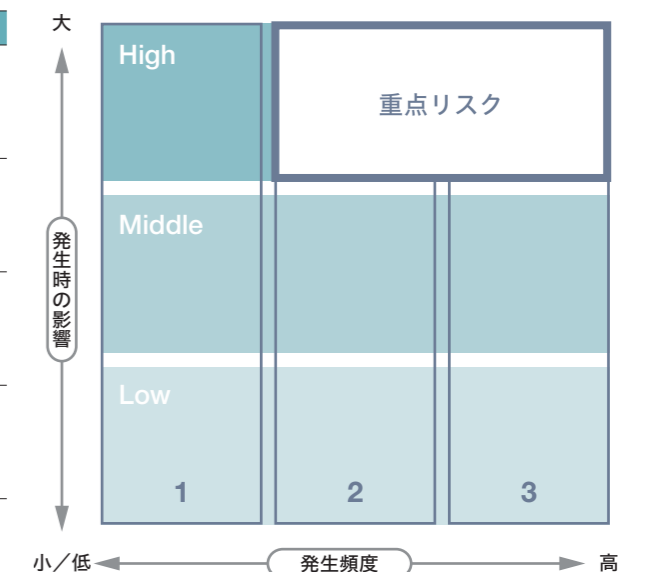 大
High
重点リスク
発生時の影響
Middle
Low
1 2 3
小／低 発生頻度 高